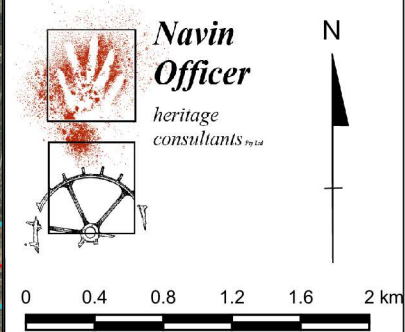 Navin
Officer
heritage
consultants Pty Ltd
N
0 0.4 0.8 1.2 1.6 2 km